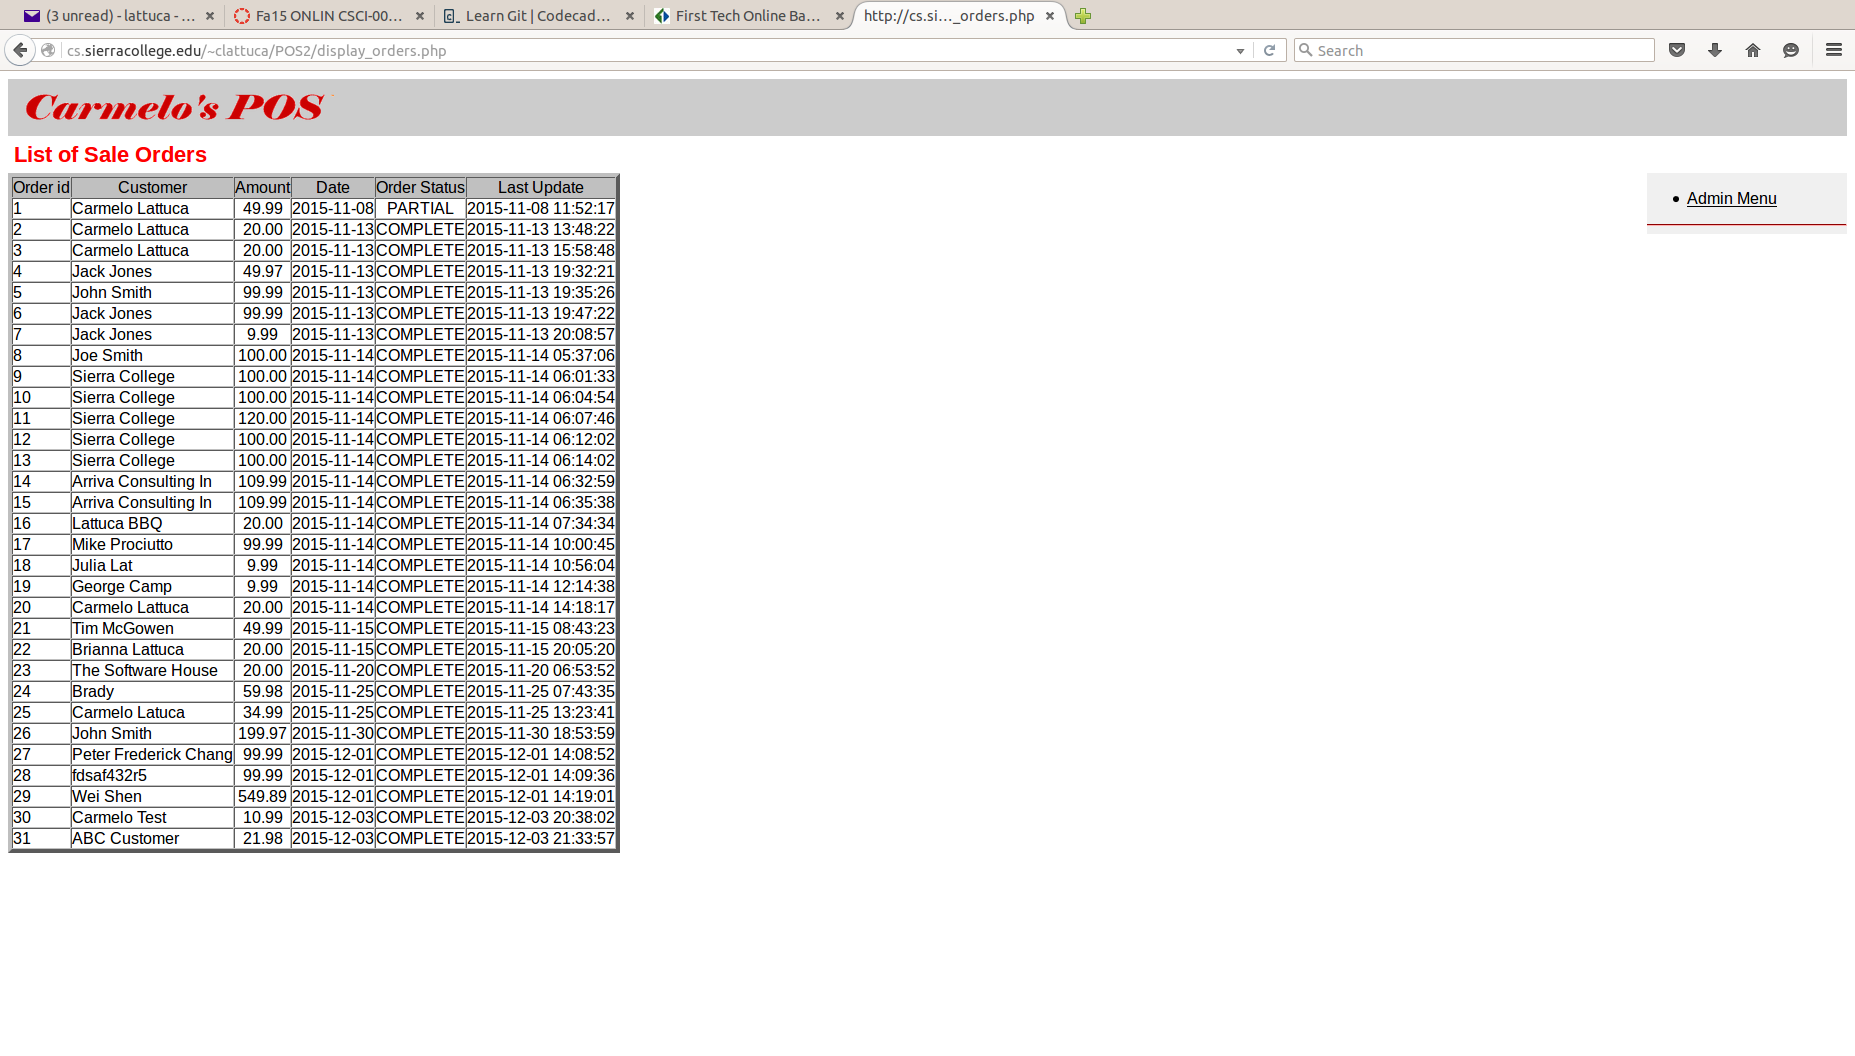 (3 unread) - lattuca - ... Fa15 ONLIN CSCI-00... Learn Git | Codecad... First Tech Online Ba... http://cs.si..._orders.php
cs.sierracollege.edu/~clattuca/POS2/display_orders.php Search
Carmelo's POS
List of Sale Orders
Order id Customer Amount Date Order Status Last Update
1 Carmelo Lattuca 49.99 2015-11-08 PARTIAL 2015-11-08 11:52:17
2 Carmelo Lattuca 20.00 2015-11-13 COMPLETE 2015-11-13 13:48:22
3 Carmelo Lattuca 20.00 2015-11-13 COMPLETE 2015-11-13 15:58:48
4 Jack Jones 49.97 2015-11-13 COMPLETE 2015-11-13 19:32:21
5 John Smith 99.99 2015-11-13 COMPLETE 2015-11-13 19:35:26
6 Jack Jones 99.99 2015-11-13 COMPLETE 2015-11-13 19:47:22
7 Jack Jones 9.99 2015-11-13 COMPLETE 2015-11-13 20:08:57
8 Joe Smith 100.00 2015-11-14 COMPLETE 2015-11-14 05:37:06
9 Sierra College 100.00 2015-11-14 COMPLETE 2015-11-14 06:01:33
10 Sierra College 100.00 2015-11-14 COMPLETE 2015-11-14 06:04:54
11 Sierra College 120.00 2015-11-14 COMPLETE 2015-11-14 06:07:46
12 Sierra College 100.00 2015-11-14 COMPLETE 2015-11-14 06:12:02
13 Sierra College 100.00 2015-11-14 COMPLETE 2015-11-14 06:14:02
14 Arriva Consulting In 109.99 2015-11-14 COMPLETE 2015-11-14 06:32:59
15 Arriva Consulting In 109.99 2015-11-14 COMPLETE 2015-11-14 06:35:38
16 Lattuca BBQ 20.00 2015-11-14 COMPLETE 2015-11-14 07:34:34
17 Mike Prociutto 99.99 2015-11-14 COMPLETE 2015-11-14 10:00:45
18 Julia Lat 9.99 2015-11-14 COMPLETE 2015-11-14 10:56:04
19 George Camp 9.99 2015-11-14 COMPLETE 2015-11-14 12:14:38
20 Carmelo Lattuca 20.00 2015-11-14 COMPLETE 2015-11-14 14:18:17
21 Tim McGowen 49.99 2015-11-15 COMPLETE 2015-11-15 08:43:23
22 Brianna Lattuca 20.00 2015-11-15 COMPLETE 2015-11-15 20:05:20
23 The Software House 20.00 2015-11-20 COMPLETE 2015-11-20 06:53:52
24 Brady 59.98 2015-11-25 COMPLETE 2015-11-25 07:43:35
25 Carmelo Latuca 34.99 2015-11-25 COMPLETE 2015-11-25 13:23:41
26 John Smith 199.97 2015-11-30 COMPLETE 2015-11-30 18:53:59
27 Peter Frederick Chang 99.99 2015-12-01 COMPLETE 2015-12-01 14:08:52
28 fdsaf432r5 99.99 2015-12-01 COMPLETE 2015-12-01 14:09:36
29 Wei Shen 549.89 2015-12-01 COMPLETE 2015-12-01 14:19:01
30 Carmelo Test 10.99 2015-12-03 COMPLETE 2015-12-03 20:38:02
31 ABC Customer 21.98 2015-12-03 COMPLETE 2015-12-03 21:33:57
Admin Menu